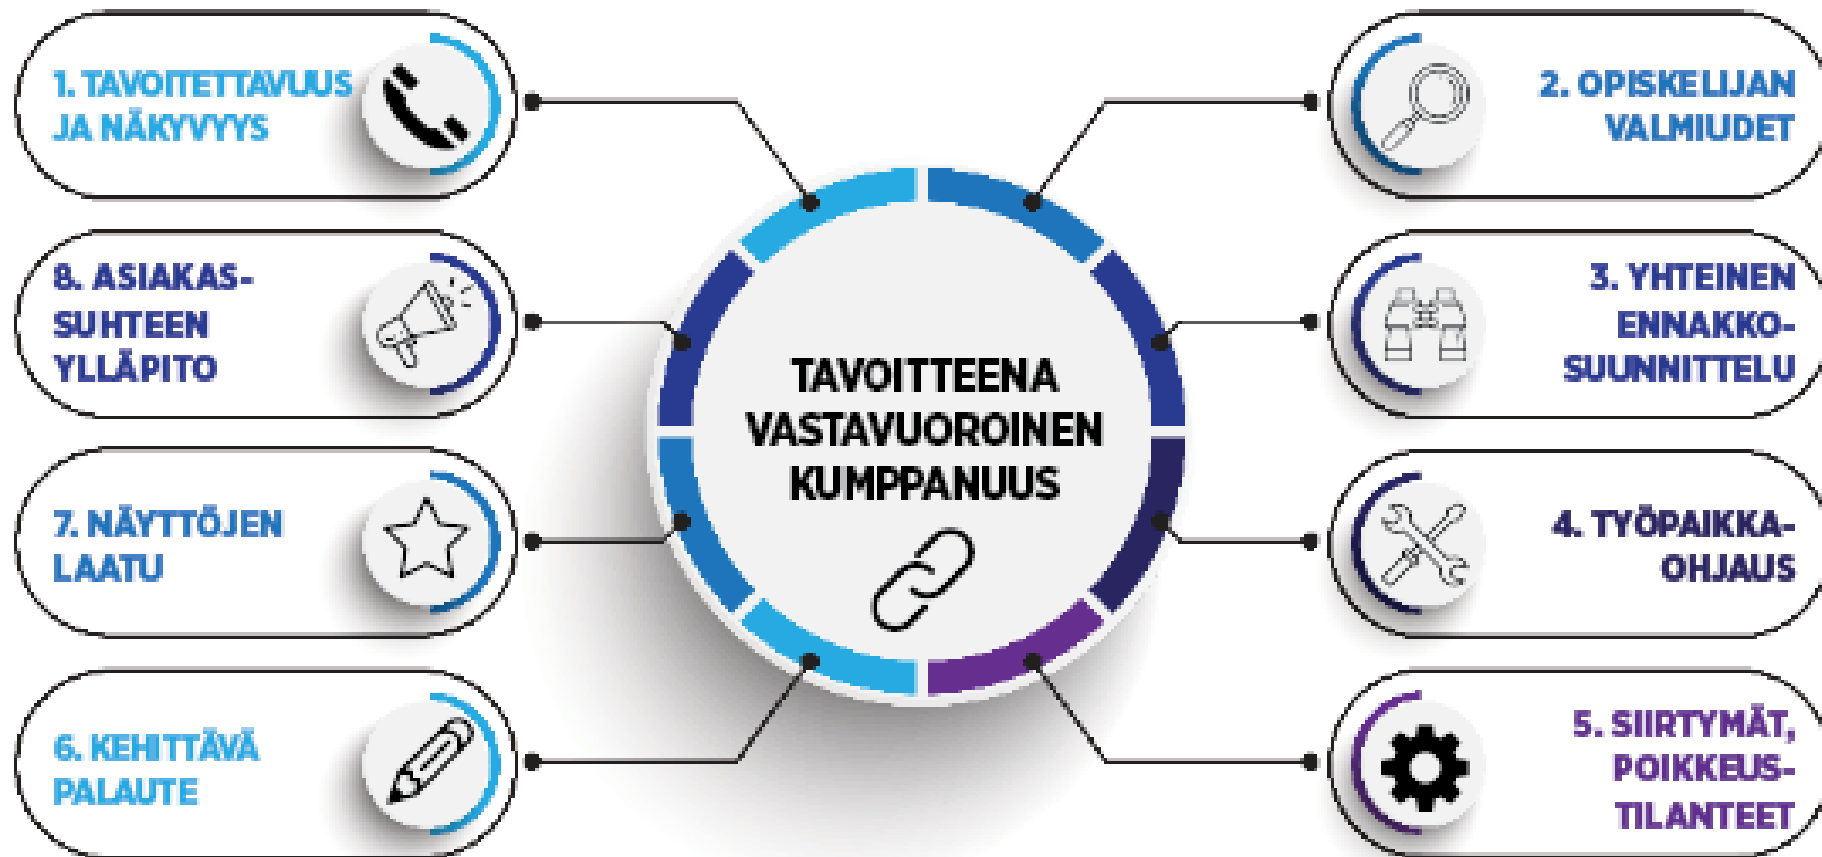 1. TAVOITETTAVUUS
JA NÄKYVYYS
2. OPISKELIJAN
VALMIUDET
3. YHTEINEN
ENNAKKO-
SUUNNITTELU
4. TYÖPAIKKA-
OHJAUS
5. SIIRTYMÄT,
POIKKEUS-
TILANTEET
6. KEHITTÄVÄ
PALAUTE
7. NÄYTTÖJEN
LAATU
8. ASIAKAS-
SUHTEEN
YLLÄPITO
TAVOITTEENA
VASTAVUOROINEN
KUMPPANUUS